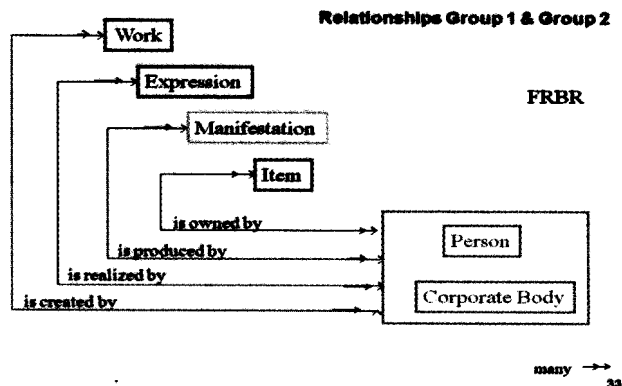 Relationships Group 1 & Group 2
Work
Expression
FRBR
Manifestation
Item
is owned by
Person
is produced by
is realized by
Corporate Body
is created by
many
33